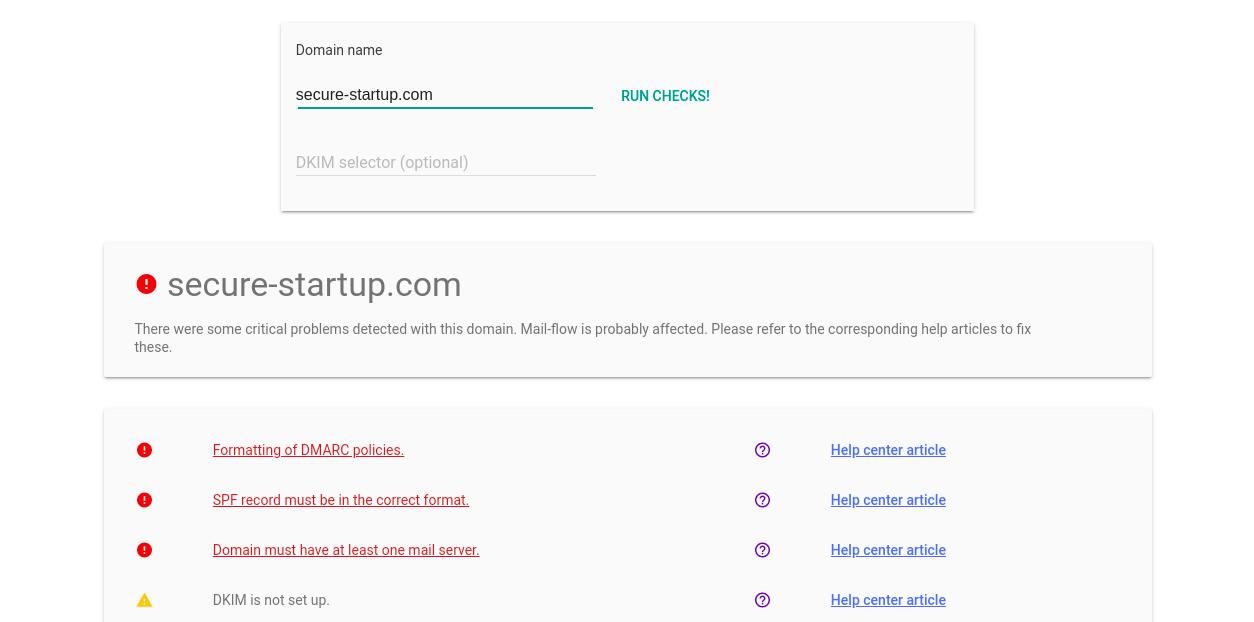 Domain name
secure-startup.com
RUN CHECKS!
DKIM selector (optional)
secure-startup.com
There were some critical problems detected with this domain. Mail-flow is probably affected. Please refer to the corresponding help articles to fix
these.
Formatting of DMARC policies. Help center article
SPF record must be in the correct format. Help center article
Domain must have at least one mail server. Help center article
DKIM is not set up. Help center article